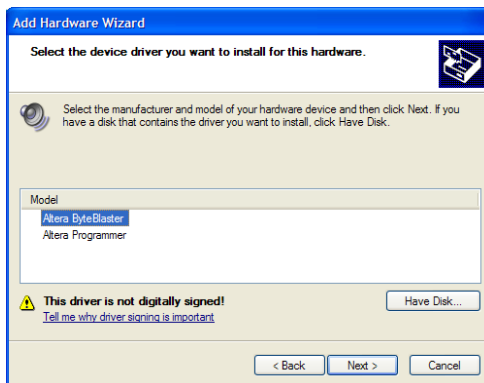 Add Hardware Wizard
Select the device driver you want to install for this hardware.
Select the manufacturer and model of your hardware device and then click Next. If you
have a disk that contains the driver you want to install, click Have Disk.
Model
Altera ByteBlaster
Altera Programmer
This driver is not digitally signed!
Have Disk...
Tell me why driver signing is important
< Back
Next >
Cancel